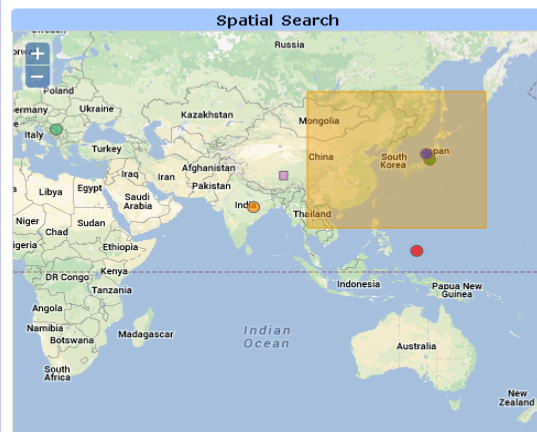 Spatial Search
+
−
Russia
Poland
Ukraine
Kazakhstan
Mongolia
Italy
Turkey
China
South
Korea
Afghanistan
Iraq
Iran
Pakistan
Libya
Egypt
Saudi
Arabia
India
Thailand
Niger
Chad
Sudan
Ethiopia
DR Congo
Kenya
Tanzania
Indonesia
Papua New
Guinea
Angola
Namibia
Botswana
Madagascar
Indian
Ocean
Australia
South
Africa
New
Zealand